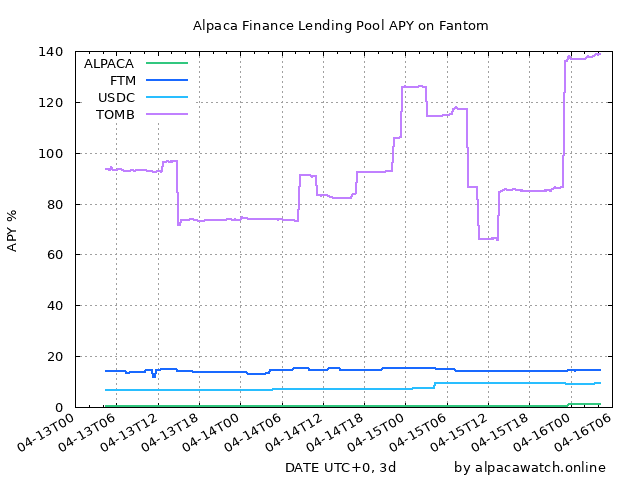 Alpaca Finance Lending Pool APY on Fantom
140
120
100
80
60
40
20
0
APY %
ALPACA
FTM
USDC
TOMB
04-13T00
04-13T06
04-13T12
04-13T18
04-14T00
04-14T06
04-14T12
04-14T18
04-15T00
04-15T06
04-15T12
04-15T18
04-16T00
04-16T06
DATE UTC+0, 3d
by alpacawatch.online